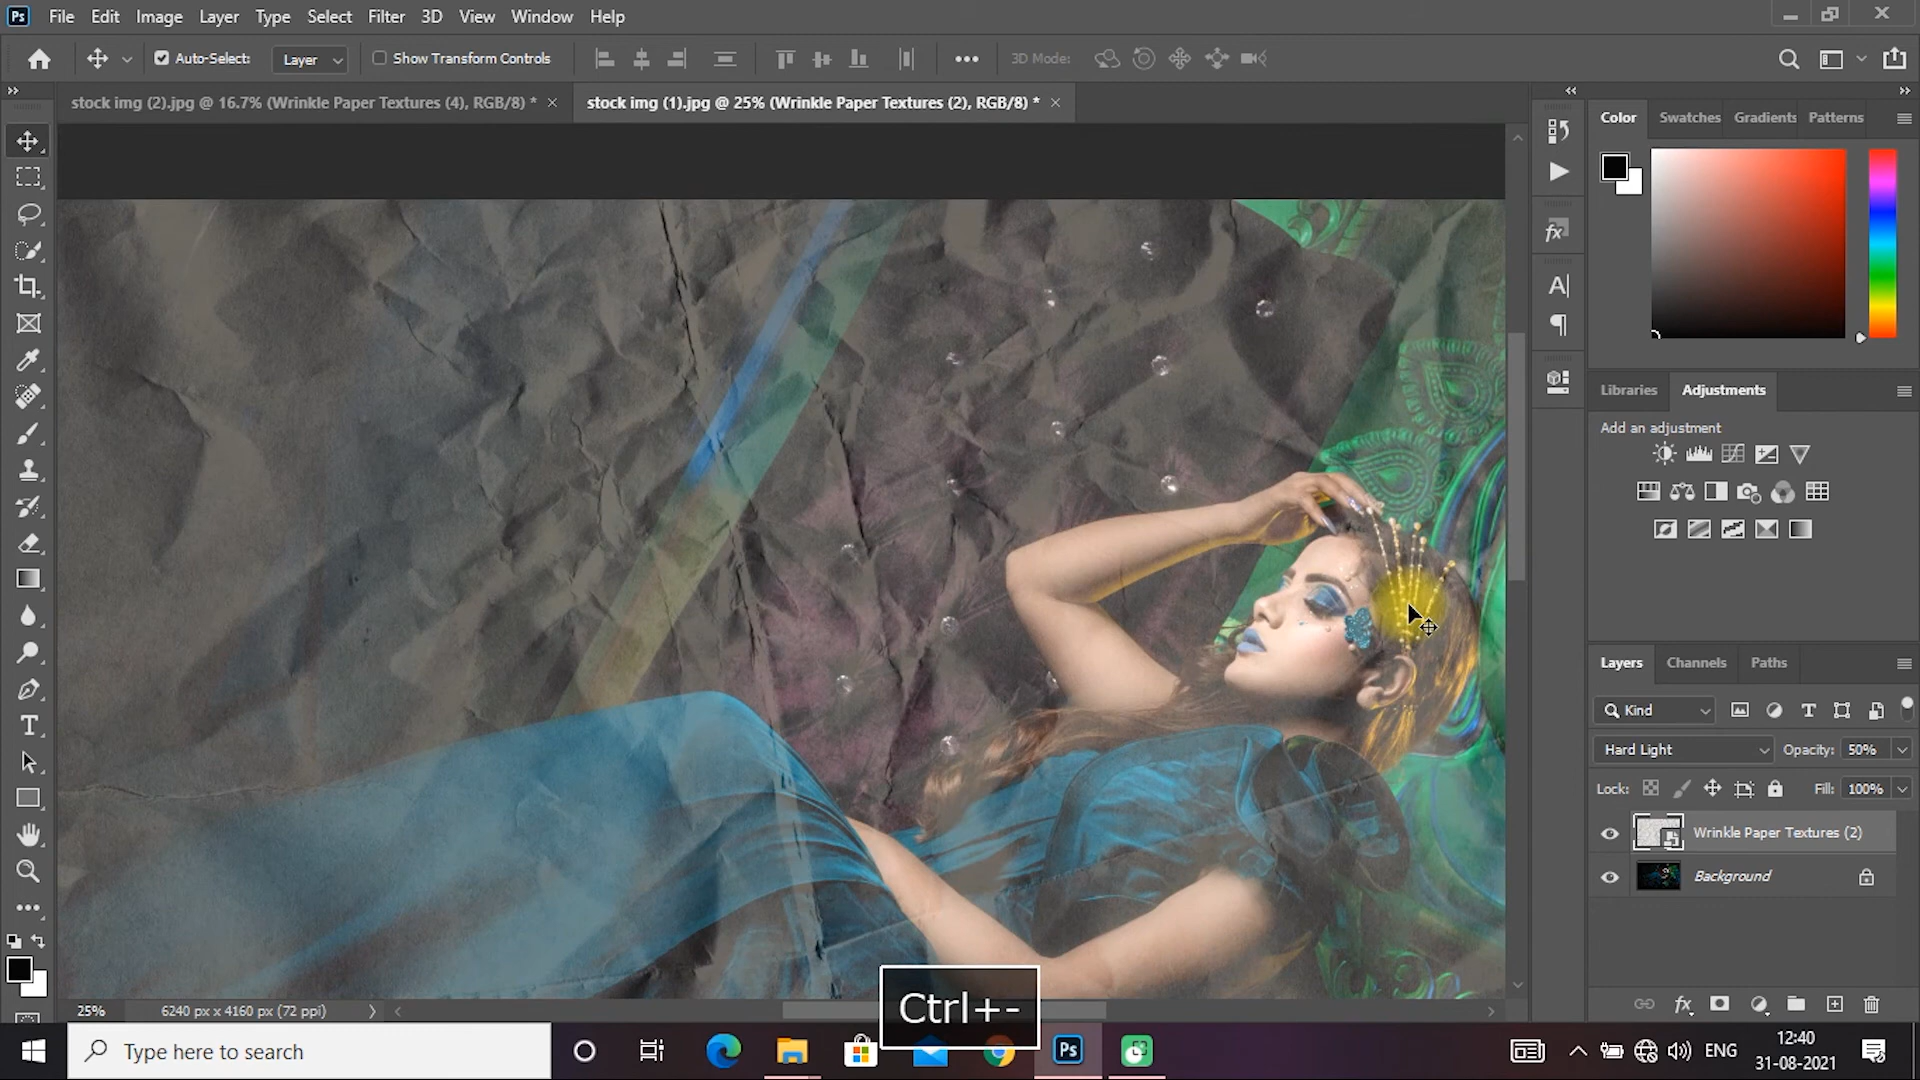 Ps File Edit Image Layer Type Select Filter 3D View Window Help
Auto-Select: Layer Show Transform Controls 3D Mode:
stock img (2).jpg @ 16.7% (Wrinkle Paper Textures (4), RGB/8) *
stock img (1).jpg @ 25% (Wrinkle Paper Textures (2), RGB/8) *
Color Swatches Gradients Patterns
Libraries Adjustments
Add an adjustment
Layers Channels Paths
Kind
Hard Light Opacity: 50%
Lock: Fill: 100%
Wrinkle Paper Textures (2)
Background
25% 6240 px x 4160 px (72 ppi)
Ctrl+-
Type here to search
Ps
ENG
12:40
31-08-2021